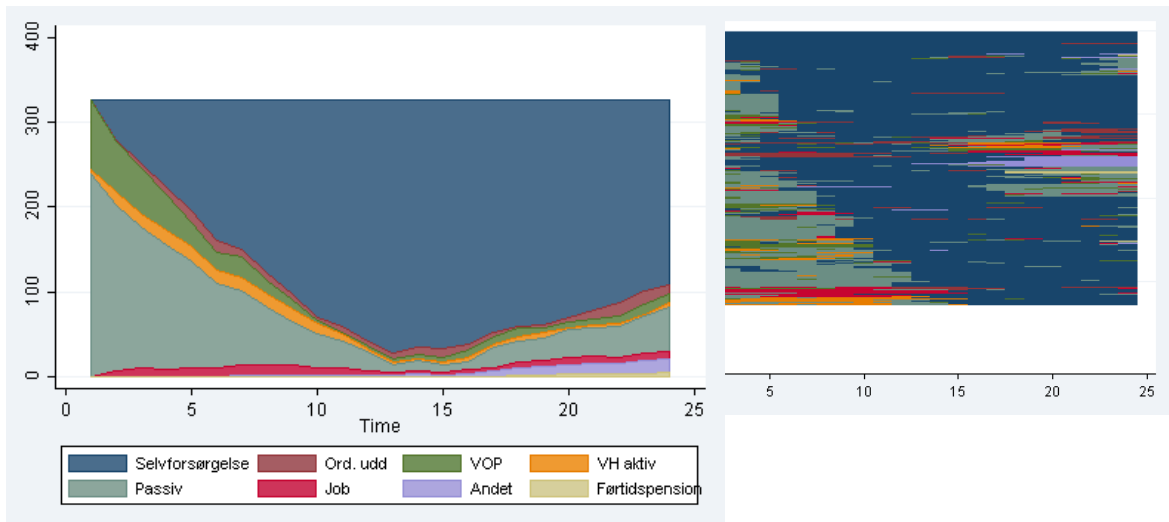 400
300
200
100
0
0 5 10 15 20 25
Time
5 10 15 20 25
Selvforsørgelse Ord. udd VOP VH aktiv
Passiv Job Andet Førtidspension